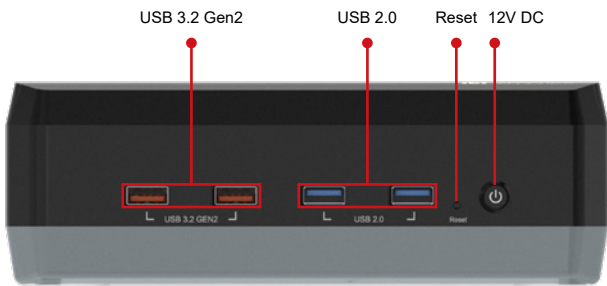 USB 3.2 Gen2 USB 2.0 Reset 12V DC
USB 3.2 GEN2 USB 2.0 Reset